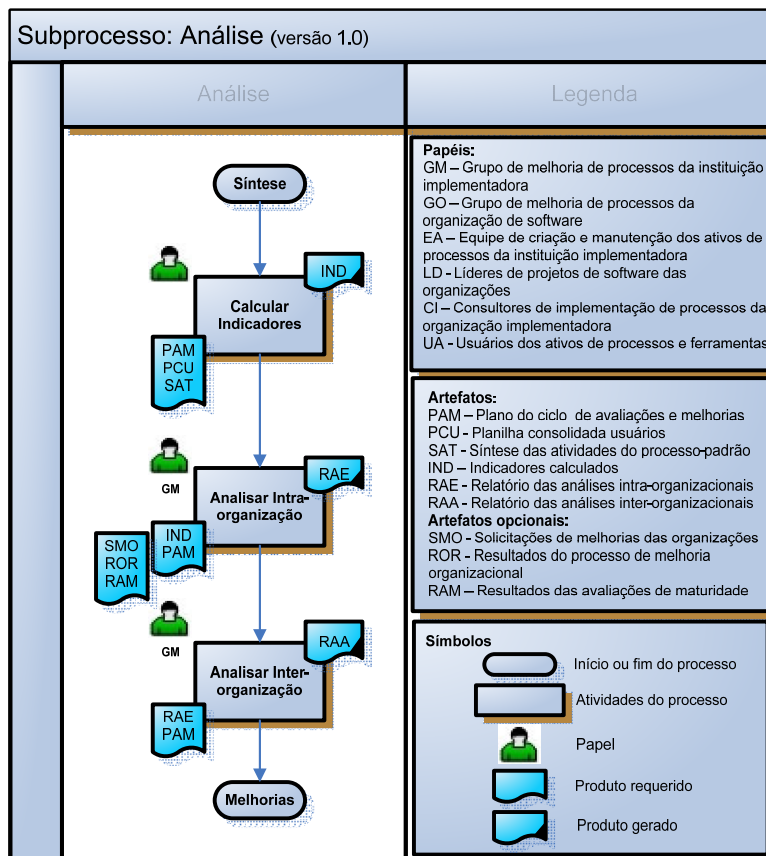 Subprocesso: Análise (versão 1.0)
Análise
Síntese
IND
Calcular
Indicadores
PAM
PCU
SAT
GM
RAE
Analisar Intra-
organização
SMO
ROR
RAM
IND
PAM
GM
RAA
Analisar Inter-
organização
RAE
PAM
Melhorias
Legenda
Papéis:
GM – Grupo de melhoria de processos da instituição
implementadora
GO – Grupo de melhoria de processos da
organização de software
EA – Equipe de criação e manutenção dos ativos de
processos da instituição implementadora
LD - Líderes de projetos de software das
organizações
CI – Consultores de implementação de processos da
organização implementadora
UA - Usuários dos ativos de processos e ferramentas
Artefatos:
PAM – Plano do ciclo de avaliações e melhorias
PCU - Planilha consolidada usuários
SAT - Síntese das atividades do processo-padrão
IND – Indicadores calculados
RAE - Relatório das análises intra-organizacionais
RAA – Relatório das análises inter-organizacionais
Artefatos opcionais:
SMO - Solicitações de melhorias das organizações
ROR - Resultados do processo de melhoria
organizacional
RAM – Resultados das avaliações de maturidade
Símbolos
Início ou fim do processo
Atividades do processo
Papel
Produto requerido
Produto gerado